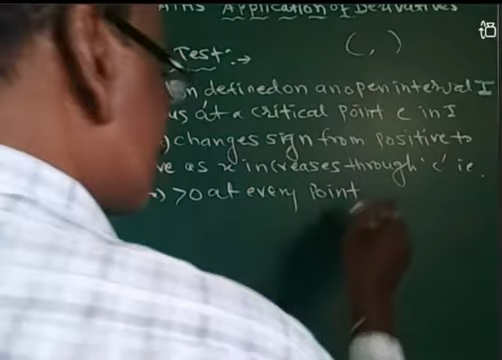 Application of Derivatives
( , )
Test:→
n defined on an open interval I
us at a critical point c in I
) changes sign from positive to
ve as x increases through 'c' ie.
) >0 at every point